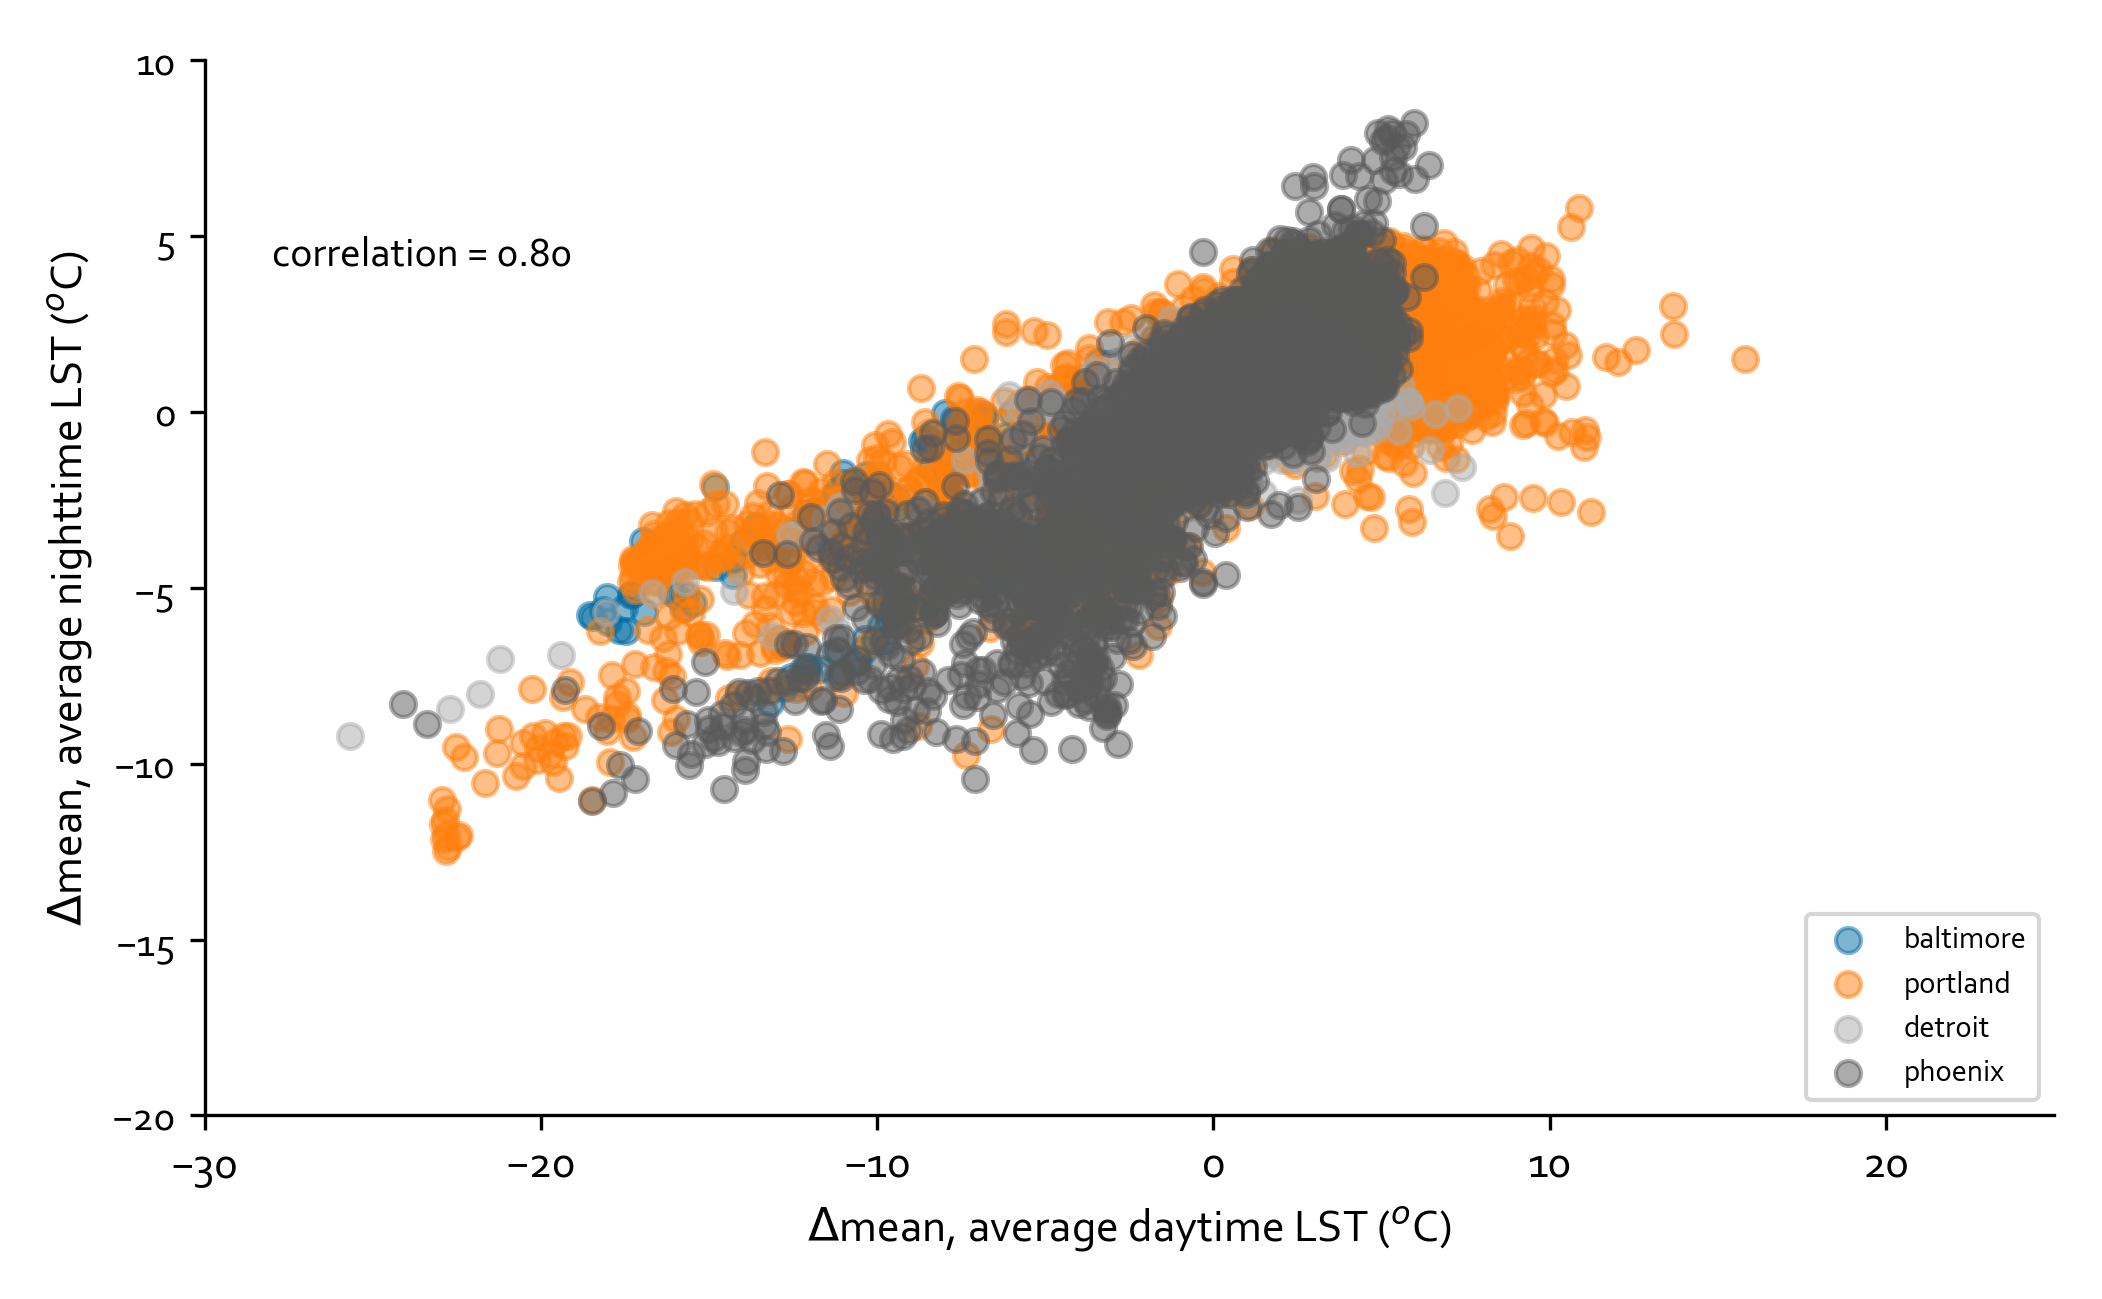 10
5
0
−5
−10
−15
−20
−30
−20
−10
0
10
20
Δmean, average nighttime LST (°C)
correlation = 0.80
baltimore
portland
detroit
phoenix
Δmean, average daytime LST (°C)